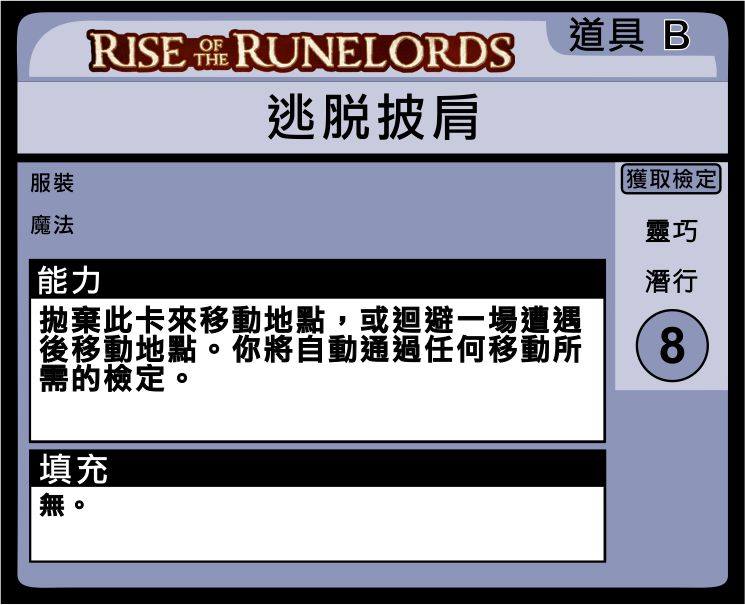 RISE OF THE RUNELORDS
道具 B
逃脫披肩
服裝
魔法
獲取檢定
靈巧
潛行
8
能力
拋棄此卡來移動地點，或迴避一場遭遇
後移動地點。你將自動通過任何移動所
需的檢定。
填充
無。